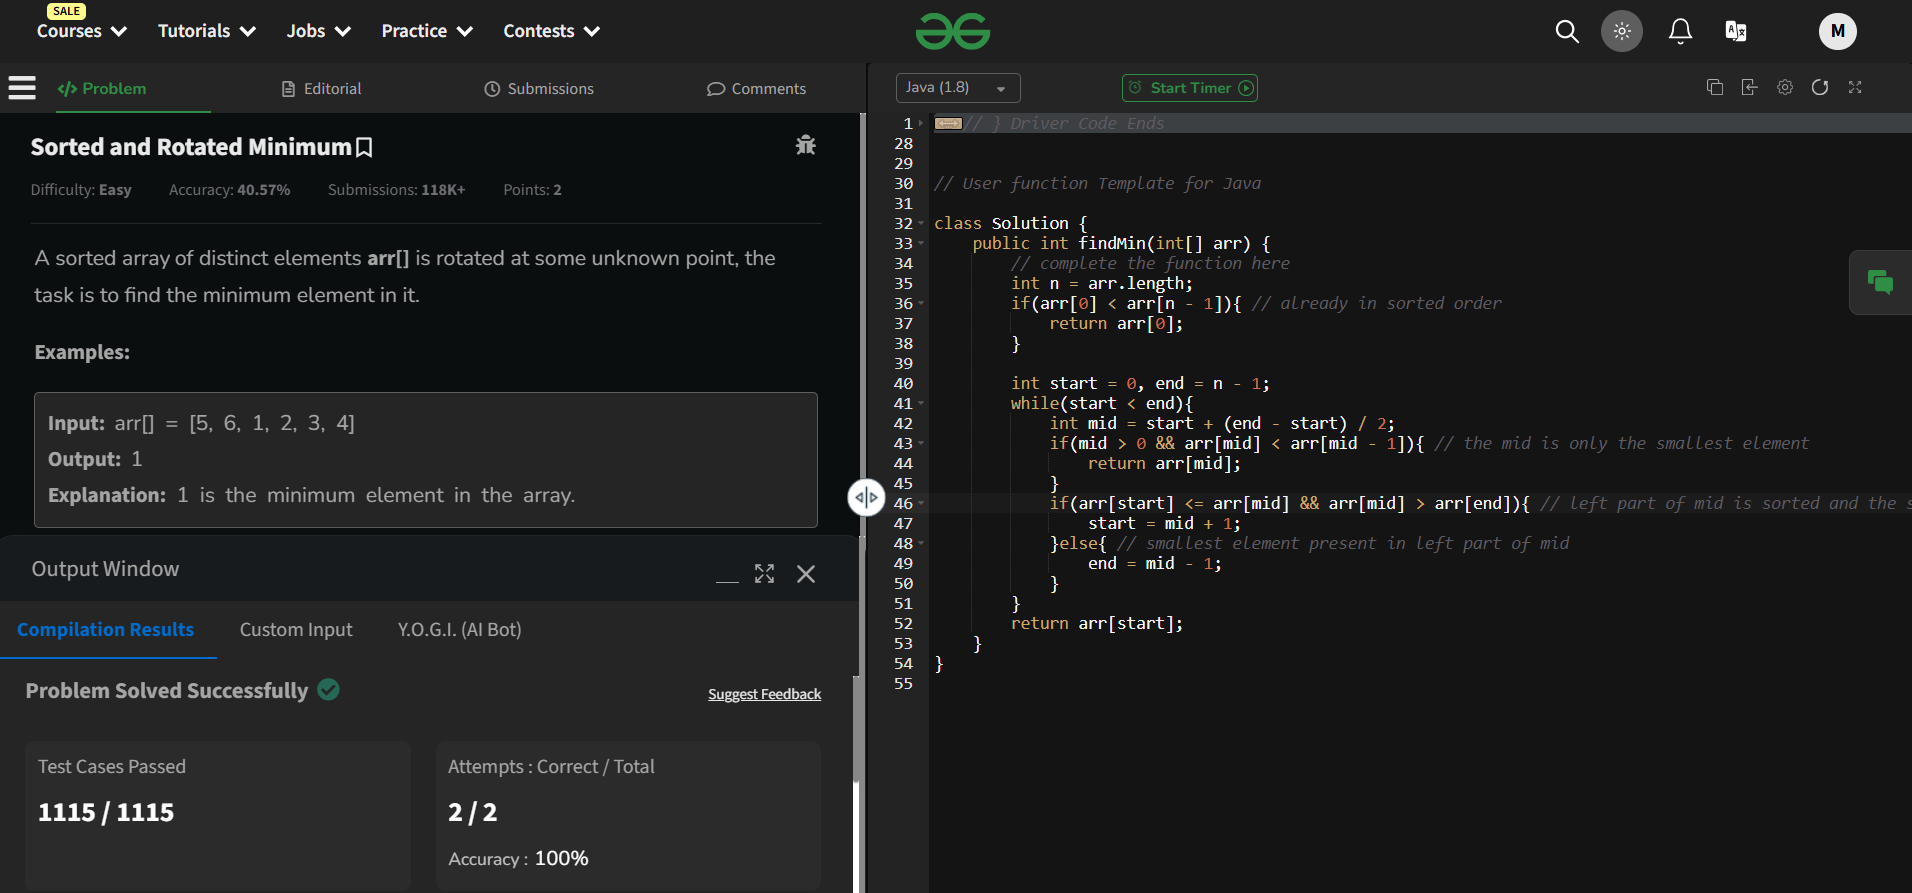 SALE
Courses
Tutorials
Jobs
Practice
Contests
M
</> Problem
Editorial
Submissions
Comments
Sorted and Rotated Minimum
Difficulty: Easy
Accuracy: 40.57%
Submissions: 118K+
Points: 2
A sorted array of distinct elements arr[] is rotated at some unknown point, the
task is to find the minimum element in it.
Examples:
Input: arr[] = [5, 6, 1, 2, 3, 4]
Output: 1
Explanation: 1 is the minimum element in the array.
Output Window
Compilation Results
Custom Input
Y.O.G.I. (AI Bot)
Problem Solved Successfully
Suggest Feedback
Test Cases Passed
1115 / 1115
Attempts : Correct / Total
2 / 2
Accuracy : 100%
Java (1.8)
Start Timer
1 // } Driver Code Ends
28
29
30 // User function Template for Java
31
32 class Solution {
33     public int findMin(int[] arr) {
34         // complete the function here
35         int n = arr.length;
36         if(arr[0] < arr[n - 1]){ // already in sorted order
37             return arr[0];
38         }
39
40         int start = 0, end = n - 1;
41         while(start < end){
42             int mid = start + (end - start) / 2;
43             if(mid > 0 && arr[mid] < arr[mid - 1]){ // the mid is only the smallest element
44                 return arr[mid];
45             }
46             if(arr[start] <= arr[mid] && arr[mid] > arr[end]){ // left part of mid is sorted and the
47                 start = mid + 1;
48             }else{ // smallest element present in left part of mid
49                 end = mid - 1;
50             }
51         }
52         return arr[start];
53     }
54 }
55